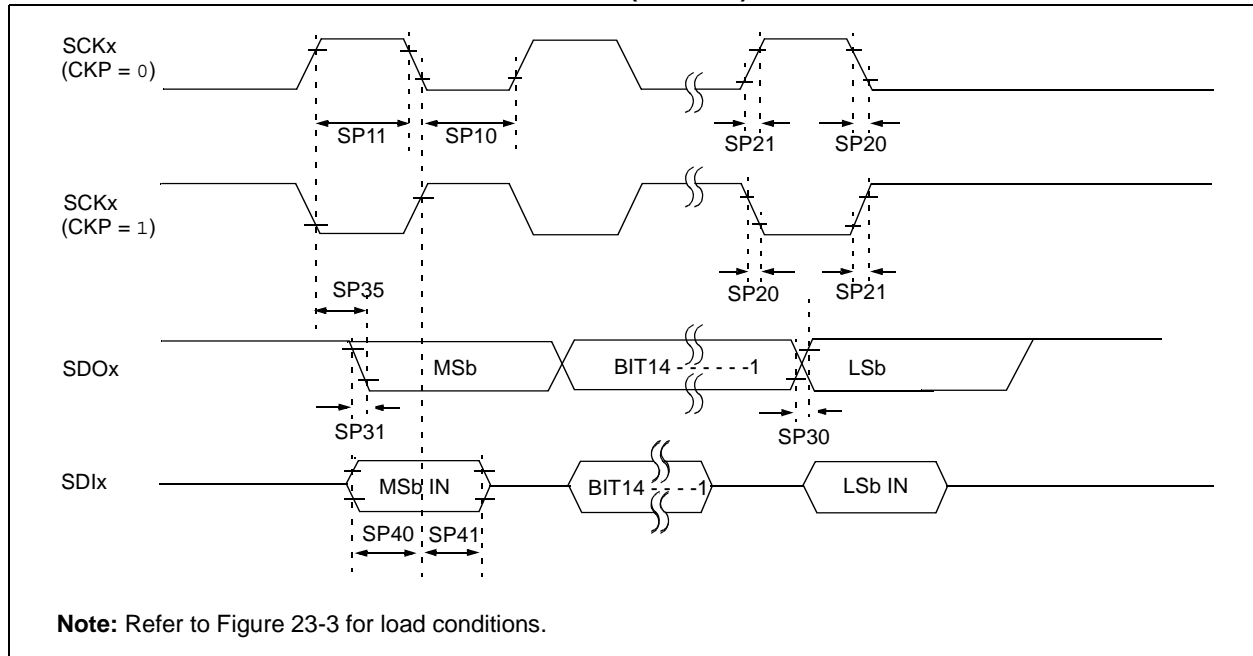 SCKx
(CKP = 0)
SP11
SP10
SP21
SP20
SCKx
(CKP = 1)
SP35
SP20
SP21
SDOx
MSb
BIT14 - - - - - - -1
LSb
SP31
SP30
SDIx
MSb IN
BIT14 - - - -1
LSb IN
SP40
SP41
Note: Refer to Figure 23-3 for load conditions.